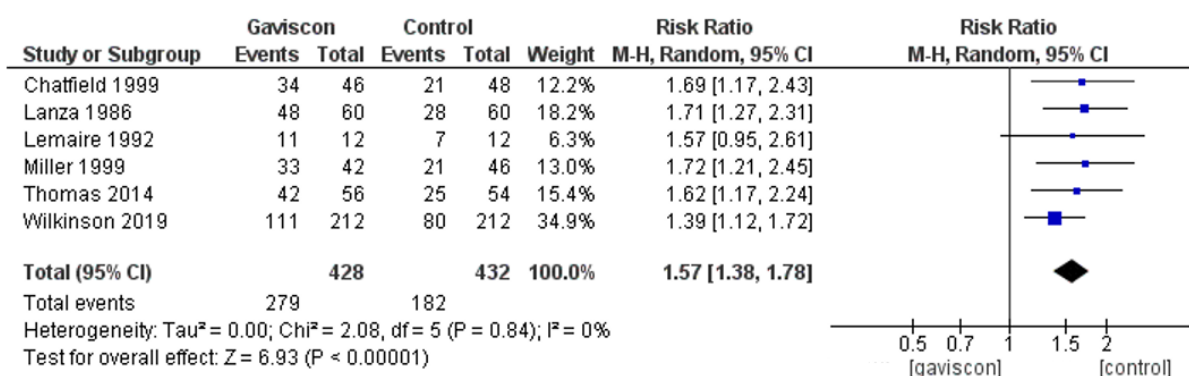 Gaviscon Control Risk Ratio Risk Ratio
Study or Subgroup Events Total Events Total Weight M-H, Random, 95% CI M-H, Random, 95% CI
Chatfield 1999 34 46 21 48 12.2% 1.69 [1.17, 2.43]
Lanza 1986 48 60 28 60 18.2% 1.71 [1.27, 2.31]
Lemaire 1992 11 12 7 12 6.3% 1.57 [0.95, 2.61]
Miller 1999 33 42 21 46 13.0% 1.72 [1.21, 2.45]
Thomas 2014 42 56 25 54 15.4% 1.62 [1.17, 2.24]
Wilkinson 2019 111 212 80 212 34.9% 1.39 [1.12, 1.72]
Total (95% CI) 428 432 100.0% 1.57 [1.38, 1.78]
Total events 279 182
Heterogeneity: Tau² = 0.00; Chi² = 2.08, df = 5 (P = 0.84); I² = 0%
Test for overall effect: Z = 6.93 (P < 0.00001)
0.5 0.7 1 1.5 2
[gaviscon] [control]